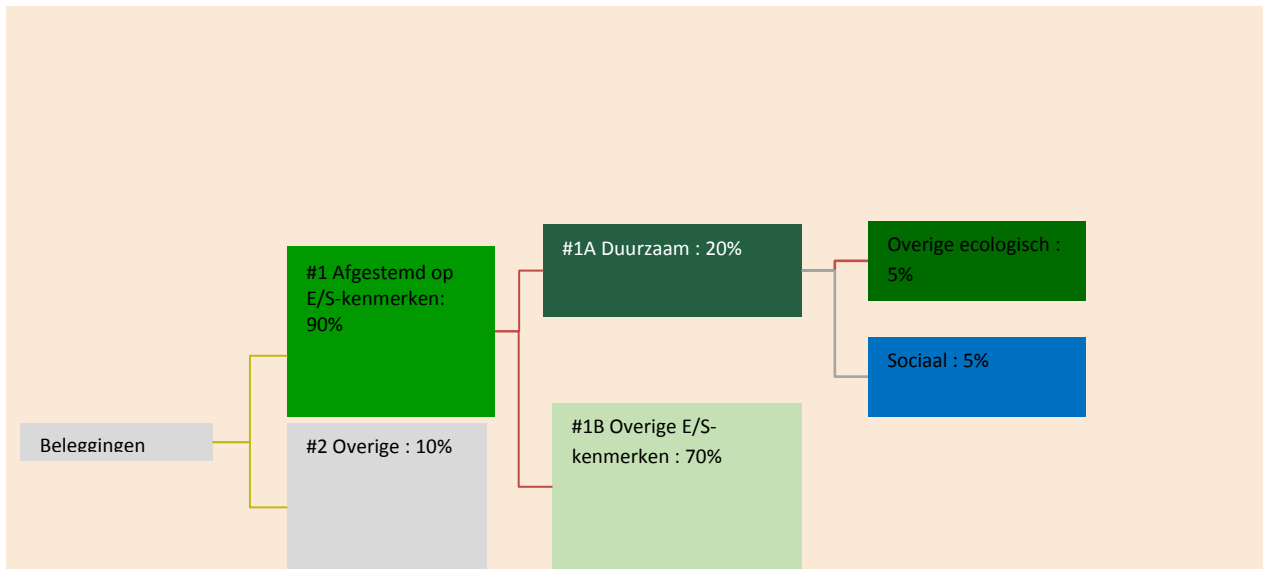 Beleggingen
#1 Afgestemd op
E/S-kenmerken:
90%
#2 Overige : 10%
#1A Duurzaam : 20%
#1B Overige E/S-
kenmerken : 70%
Overige ecologisch :
5%
Sociaal : 5%